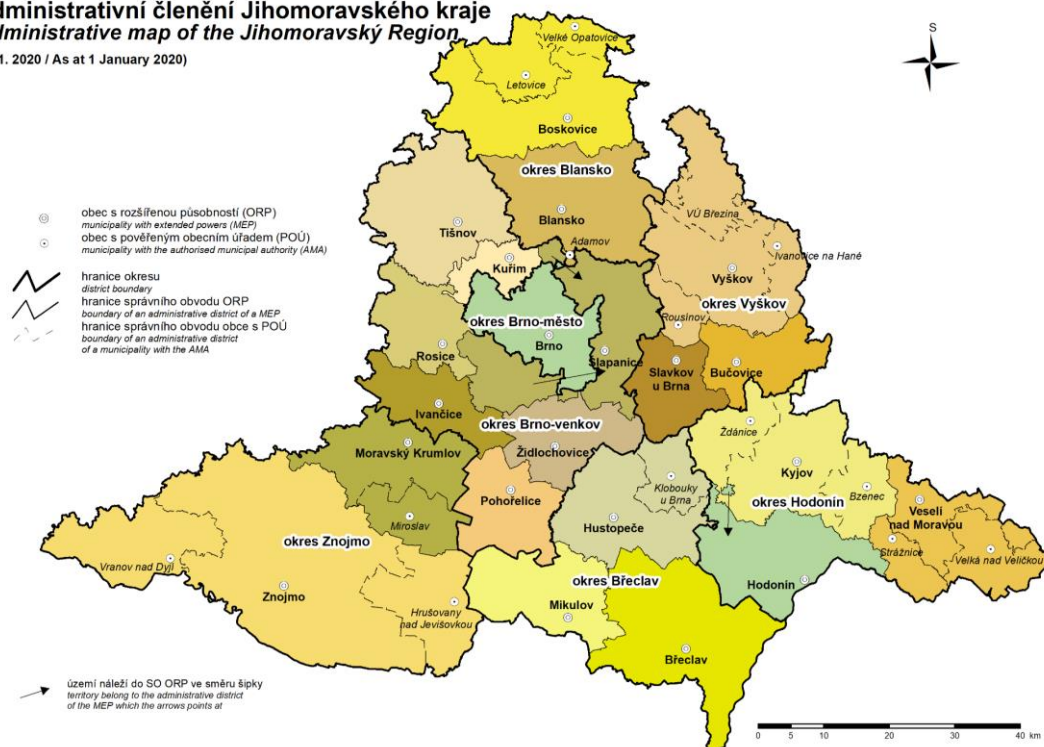 dministrativní členění Jihomoravského kraje
dministrative map of the Jihomoravský Region
1. 2020 / As at 1 January 2020)
S
obec s rozšířenou působností (ORP)
municipality with extended powers (MEP)
obec s pověřeným obecním úřadem (POÚ)
municipality with the authorised municipal authority (AMA)
hranice okresu
district boundary
hranice správního obvodu ORP
boundary of an administrative district of a MEP
hranice správního obvodu obce s POÚ
boundary of an administrative district
of a municipality with the AMA
Velké Opatovice
Letovice
Boskovice
okres Blansko
Blansko
Adamov
Tišnov
Kuřim
VÚ Březina
Ivanovice na Hané
Vyškov
okres Vyškov
Rousínov
okres Brno-město
Brno
Rosice
Šlapanice
Slavkov
u Brna
Bučovice
Ivančice
okres Brno-venkov
Židlochovice
Moravský Krumlov
Pohořelice
Miroslav
Ždánice
Kyjov
Klobouky
u Brna
Bzenec
okres Hodonín
Veselí
nad Moravou
Hustopeče
Strážnice
Velká nad Veličkou
okres Znojmo
Vranov nad Dyjí
Znojmo
okres Břeclav
Hodonín
Mikulov
Hrušovany
nad Jevišovkou
Břeclav
území náleží do SO ORP ve směru šipky
territory belong to the administrative district
of the MEP which the arrows points at
0 5 10 20 30 40 km